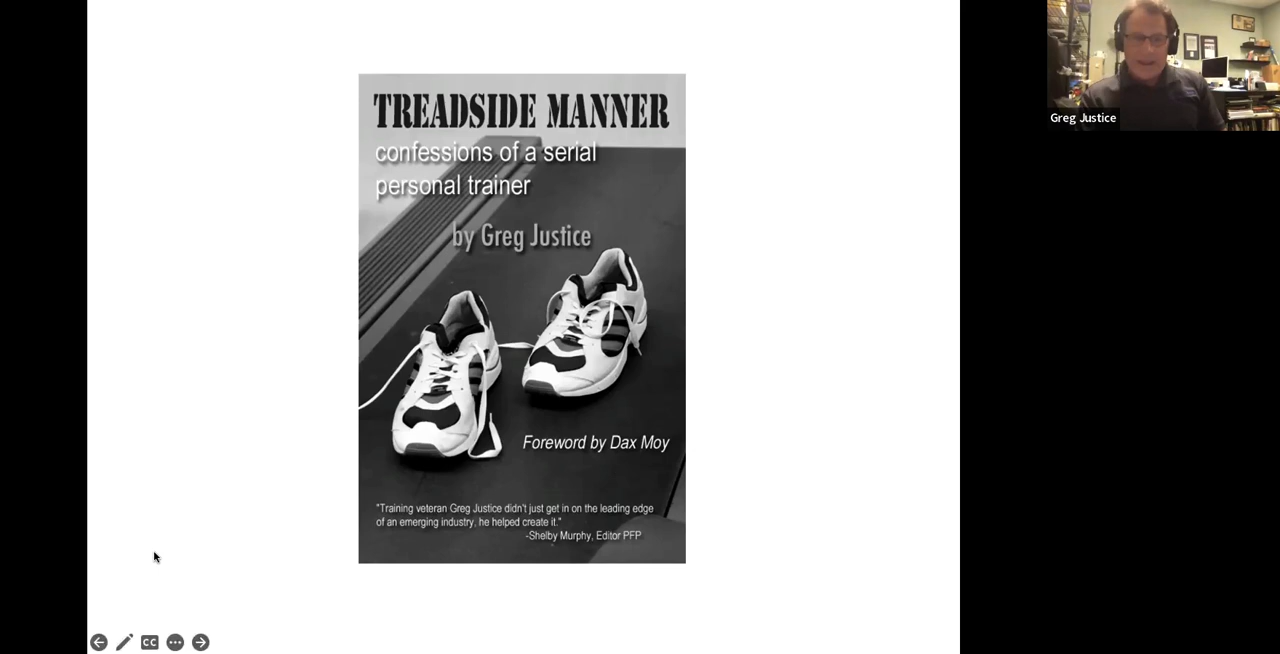 TREADSIDE MANNER
confessions of a serial
personal trainer
by Greg Justice
Foreword by Dax Moy
"Training veteran Greg Justice didn't just get in on the leading edge
of an emerging industry, he helped create it."
-Shelby Murphy, Editor PFP
Greg Justice
CC